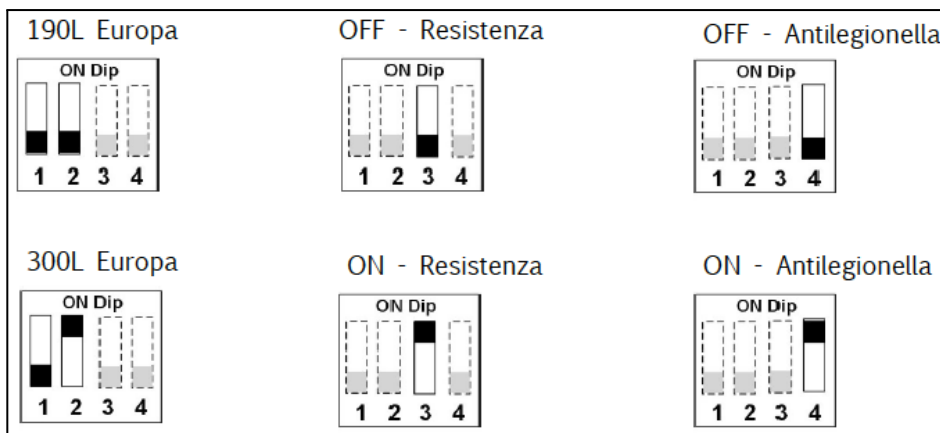 190L Europa
OFF - Resistenza
OFF - Antilegionella
ON Dip
ON Dip
ON Dip
1 2 3 4
1 2 3 4
1 2 3 4
300L Europa
ON - Resistenza
ON - Antilegionella
ON Dip
ON Dip
ON Dip
1 2 3 4
1 2 3 4
1 2 3 4